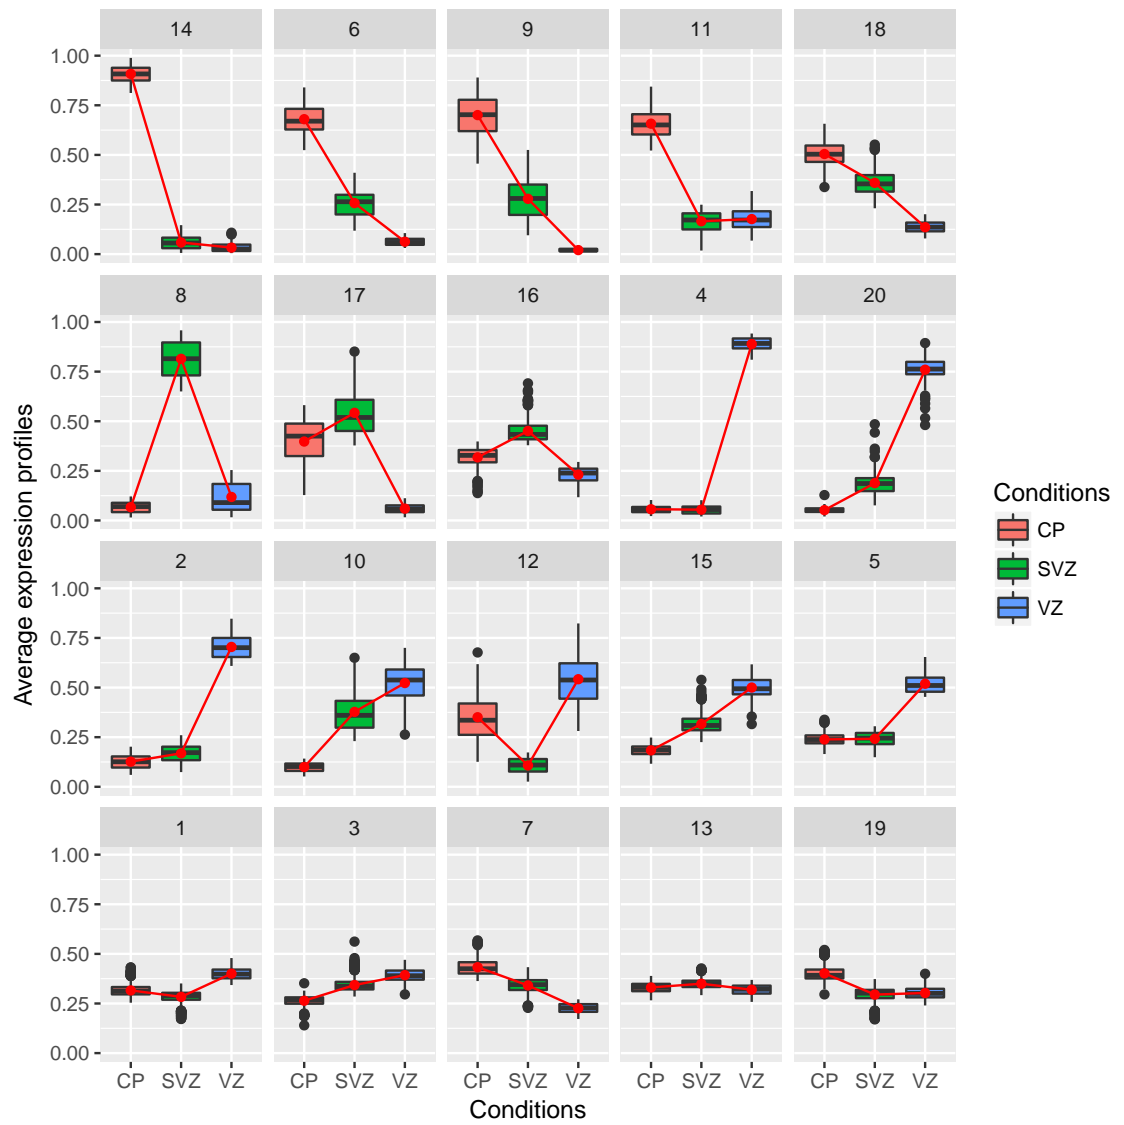 14 6 9 11 18
1.00
0.75
0.50
0.25
0.00
8 17 16 4 20
1.00
0.75
0.50
0.25
0.00
2 10 12 15 5
1.00
0.75
0.50
0.25
0.00
1 3 7 13 19
1.00
0.75
0.50
0.25
0.00
CP SVZ VZ CP SVZ VZ CP SVZ VZ CP SVZ VZ CP SVZ VZ
Conditions
Average expression profiles
Conditions
CP
SVZ
VZ